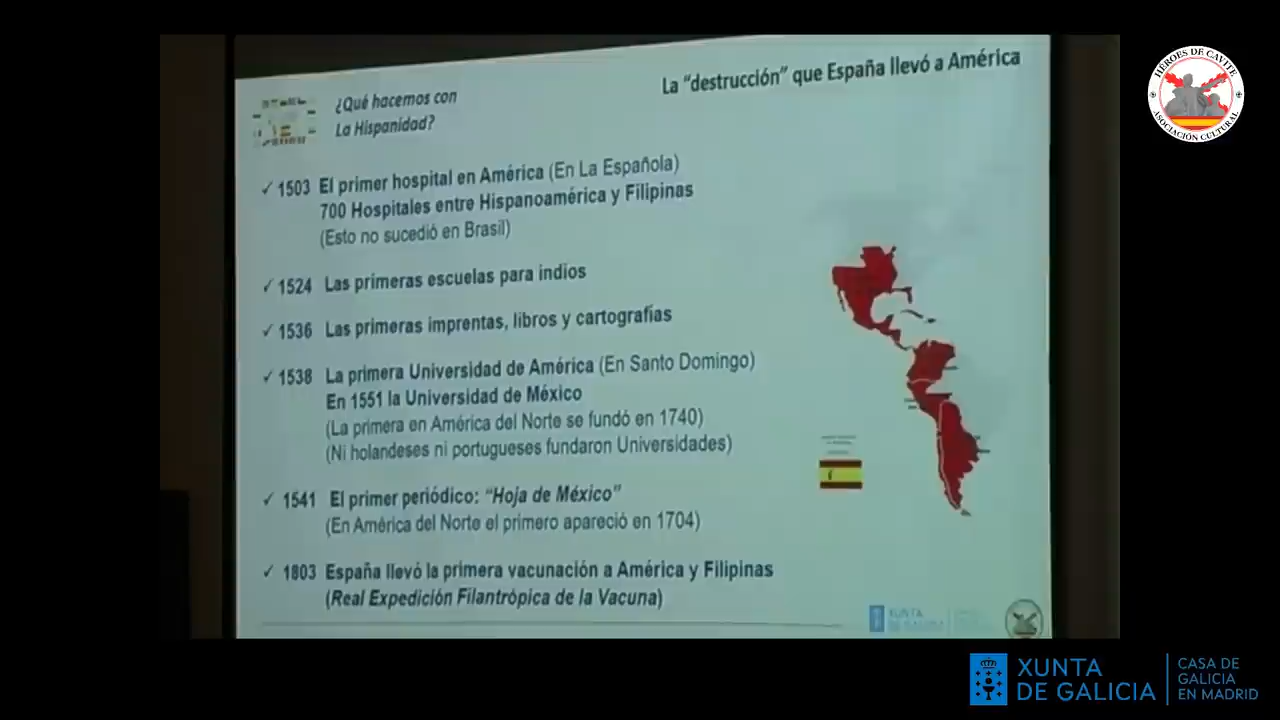 La “destrucción” que España llevó a América
¿Qué hacemos con
La Hispanidad?
✓ 1503 El primer hospital en América (En La Española)
700 Hospitales entre Hispanoamérica y Filipinas
(Esto no sucedió en Brasil)
✓ 1524 Las primeras escuelas para indios
✓ 1536 Las primeras imprentas, libros y cartografías
✓ 1538 La primera Universidad de América (En Santo Domingo)
En 1551 la Universidad de México
(La primera en América del Norte se fundó en 1740)
(Ni holandeses ni portugueses fundaron Universidades)
✓ 1541 El primer periódico: “Hoja de México”
(En América del Norte el primero apareció en 1704)
✓ 1803 España llevó la primera vacunación a América y Filipinas
(Real Expedición Filantrópica de la Vacuna)
XUNTA
DE GALICIA
HÉROES DE CAVITE
ASOCIACIÓN CULTURAL
XUNTA
DE GALICIA
CASA DE
GALICIA
EN MADRID